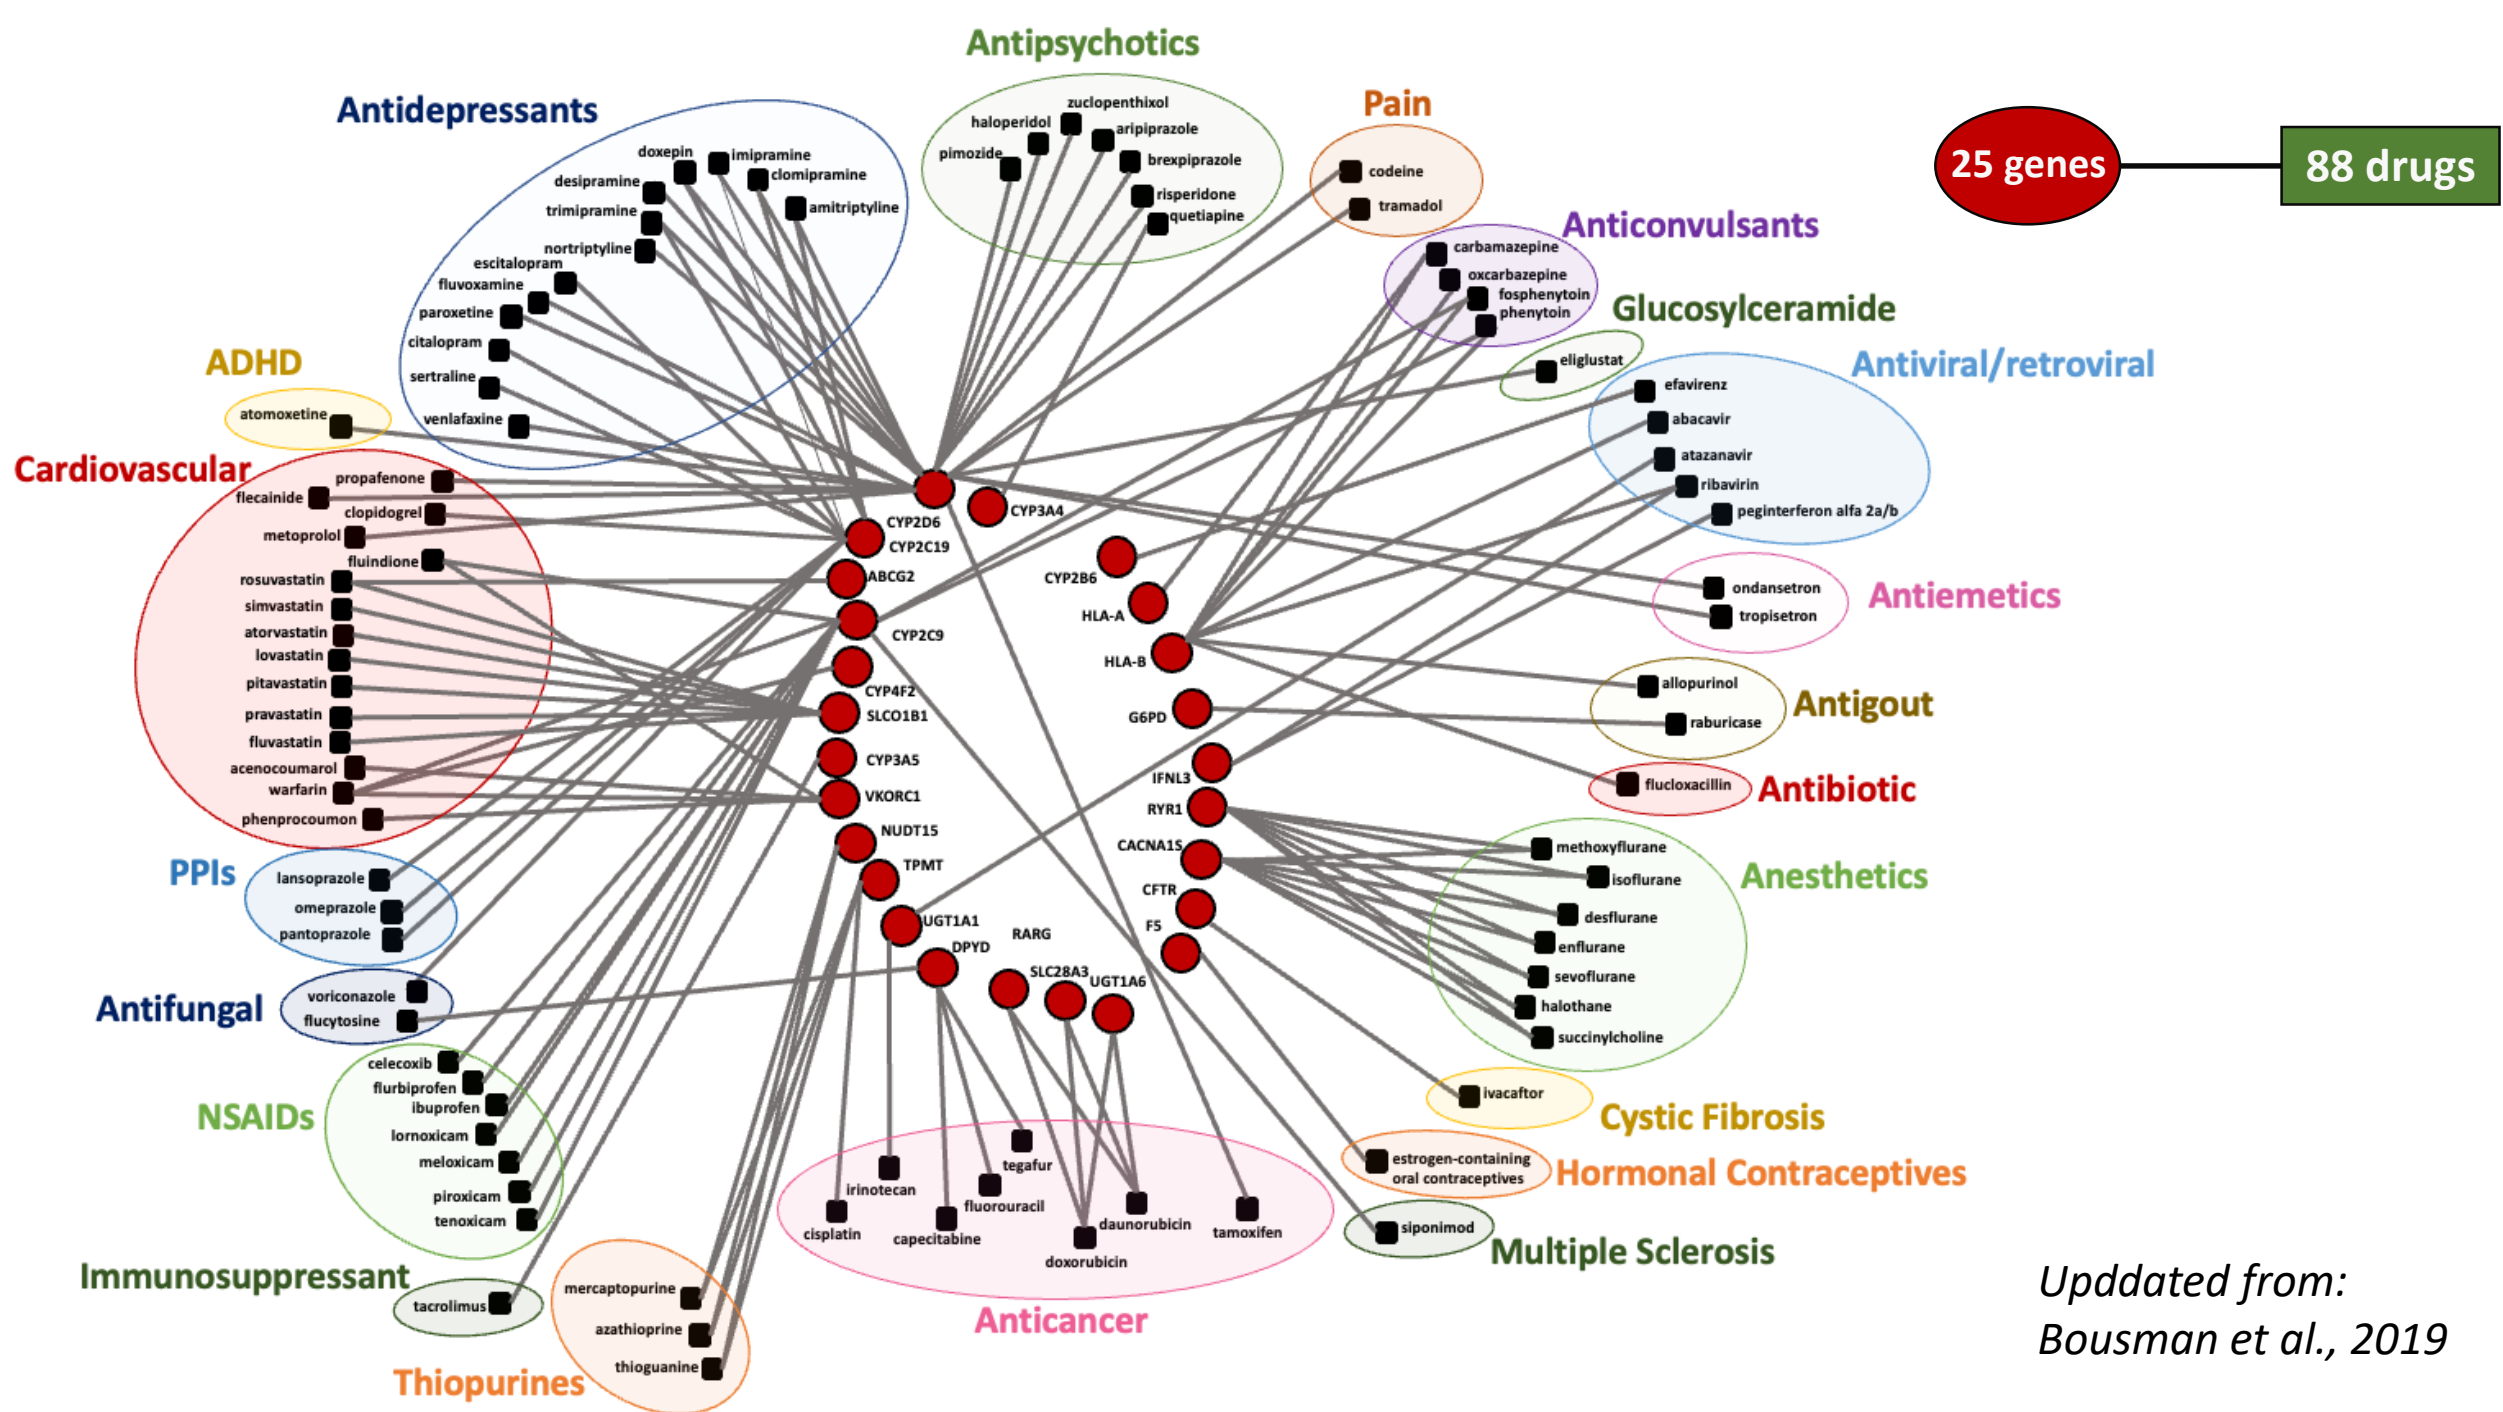 Antipsychotics
zuclopenthixol
haloperidol
aripiprazole
pimozide
brexpiprazole
risperidone
quetiapine
Antidepressants
doxepin
imipramine
clomipramine
desipramine
amitriptyline
trimipramine
nortriptyline
escitalopram
fluvoxamine
paroxetine
citalopram
sertraline
venlafaxine
Pain
codeine
tramadol
25 genes
88 drugs
Anticonvulsants
carbamazepine
oxcarbazepine
fosphenytoin
phenytoin
Glucosylceramide
eliglustat
Antiviral/retroviral
efavirenz
abacavir
atazanavir
ribavirin
peginterferon alfa 2a/b
ADHD
atomoxetine
Cardiovascular
propafenone
flecainide
clopidogrel
metoprolol
fluindione
rosuvastatin
simvastatin
atorvastatin
lovastatin
pitavastatin
pravastatin
fluvastatin
acenocoumarol
warfarin
phenprocoumon
CYP2D6
CYP3A4
CYP2C19
ABCG2
CYP2C9
CYP4F2
SLCO1B1
CYP3A5
VKORC1
NUDT15
TPMT
UGT1A1
DPYD
RARG
SLC28A3
UGT1A6
CYP2B6
HLA-A
HLA-B
G6PD
IFNL3
RYR1
CACNA1S
CFTR
F5
Antiemetics
ondansetron
tropisetron
Antigout
allopurinol
raburicase
Antibiotic
flucloxacillin
Anesthetics
methoxyflurane
isoflurane
desflurane
enflurane
sevoflurane
halothane
succinylcholine
PPIs
lansoprazole
omeprazole
pantoprazole
Antifungal
voriconazole
flucytosine
NSAIDs
celecoxib
flurbiprofen
ibuprofen
lornoxicam
meloxicam
piroxicam
tenoxicam
Immunosuppressant
tacrolimus
Thiopurines
mercaptopurine
azathioprine
thioguanine
tegafur
irinotecan
fluorouracil
cisplatin
capecitabine
daunorubicin
doxorubicin
tamoxifen
Anticancer
ivacaftor
Cystic Fibrosis
estrogen-containing
oral contraceptives
Hormonal Contraceptives
siponimod
Multiple Sclerosis
Upddated from:
Bousman et al., 2019